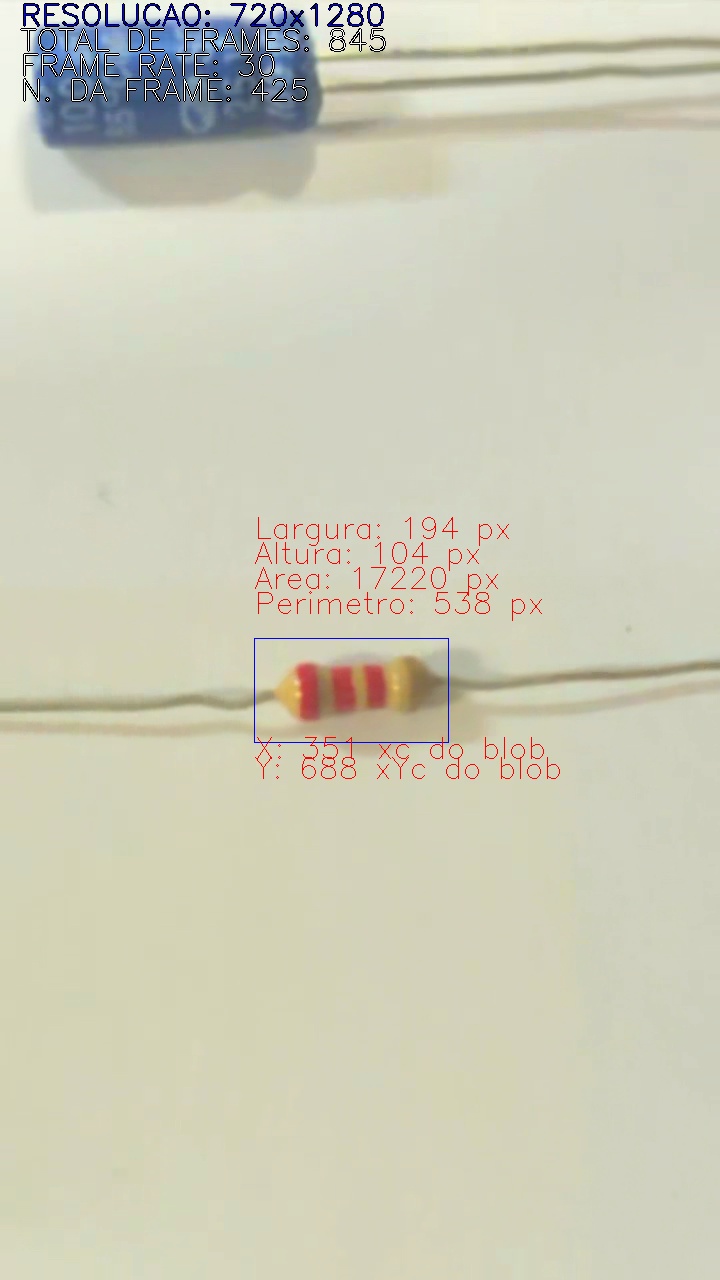 RESOLUCAO: 720x1280
TOTAL DE FRAMES: 845
FRAME RATE: 30
N. DA FRAME: 425
Largura: 194 px
Altura: 104 px
Area: 17220 px
Perimetro: 538 px
X: 351 xc do blob
Y: 688 xYc do blob